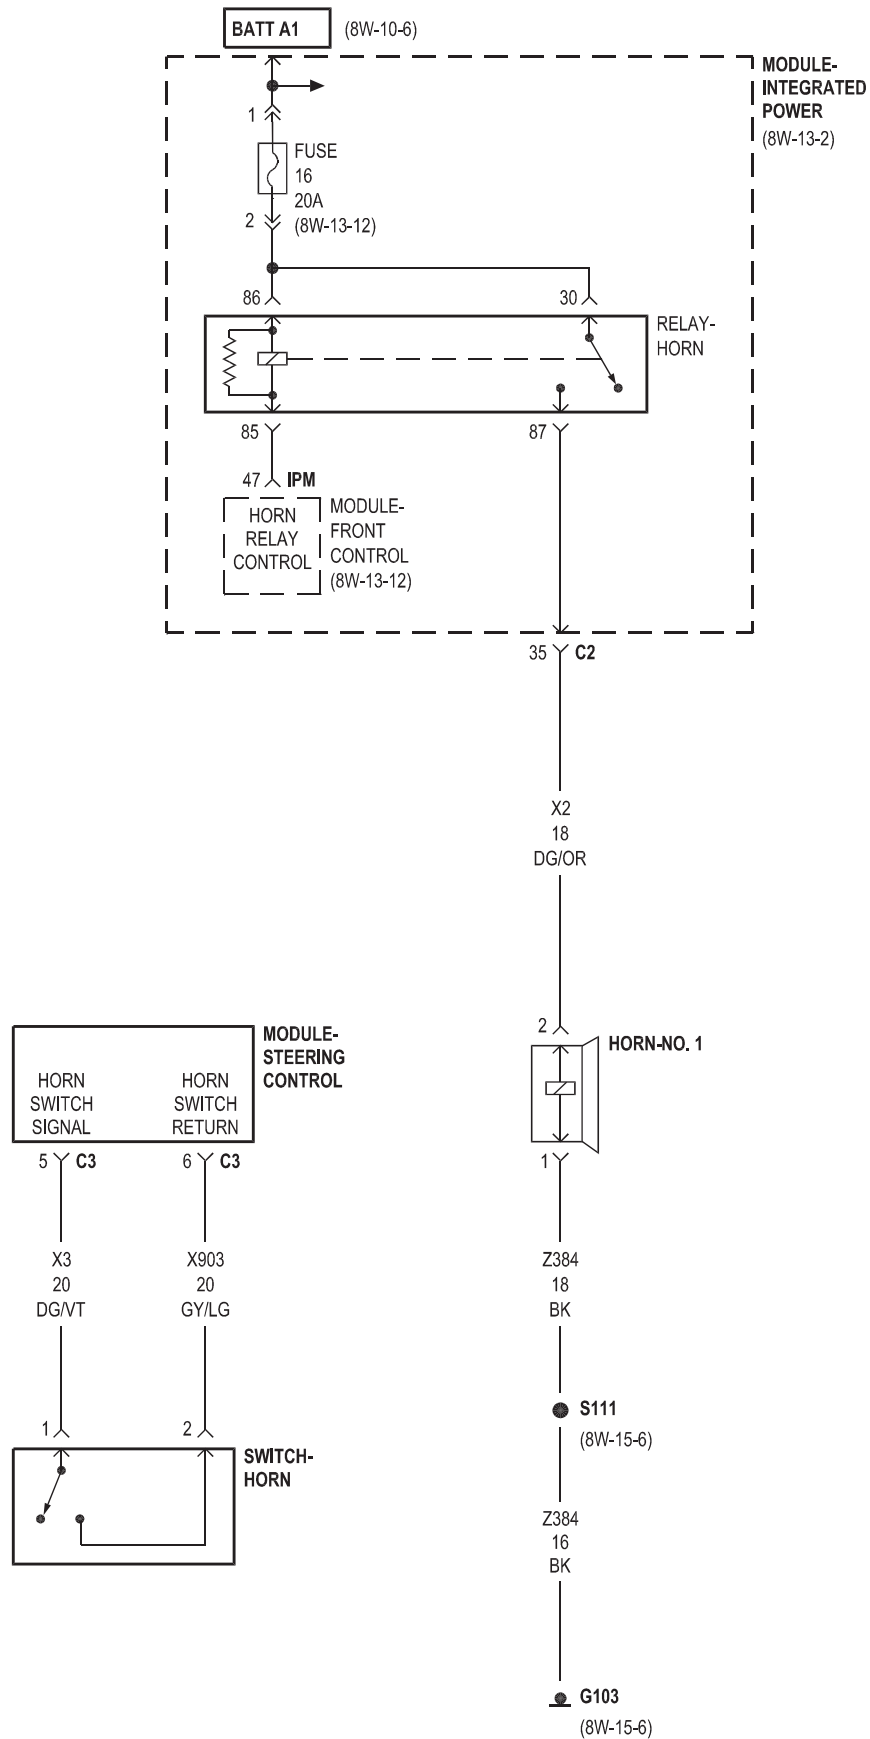 BATT A1 (8W-10-6)
MODULE-
INTEGRATED
POWER
(8W-13-2)
1
FUSE
16
20A
(8W-13-12)
2
86
30
RELAY-
HORN
85
87
47 IPM
HORN
RELAY
CONTROL
MODULE-
FRONT
CONTROL
(8W-13-12)
35 C2
X2
18
DG/OR
2
HORN-NO. 1
1
MODULE-
STEERING
CONTROL
HORN
SWITCH
SIGNAL
HORN
SWITCH
RETURN
5 C3
6 C3
X3
20
DG/VT
X903
20
GY/LG
Z384
18
BK
1
2
SWITCH-
HORN
S111
(8W-15-6)
Z384
16
BK
G103
(8W-15-6)